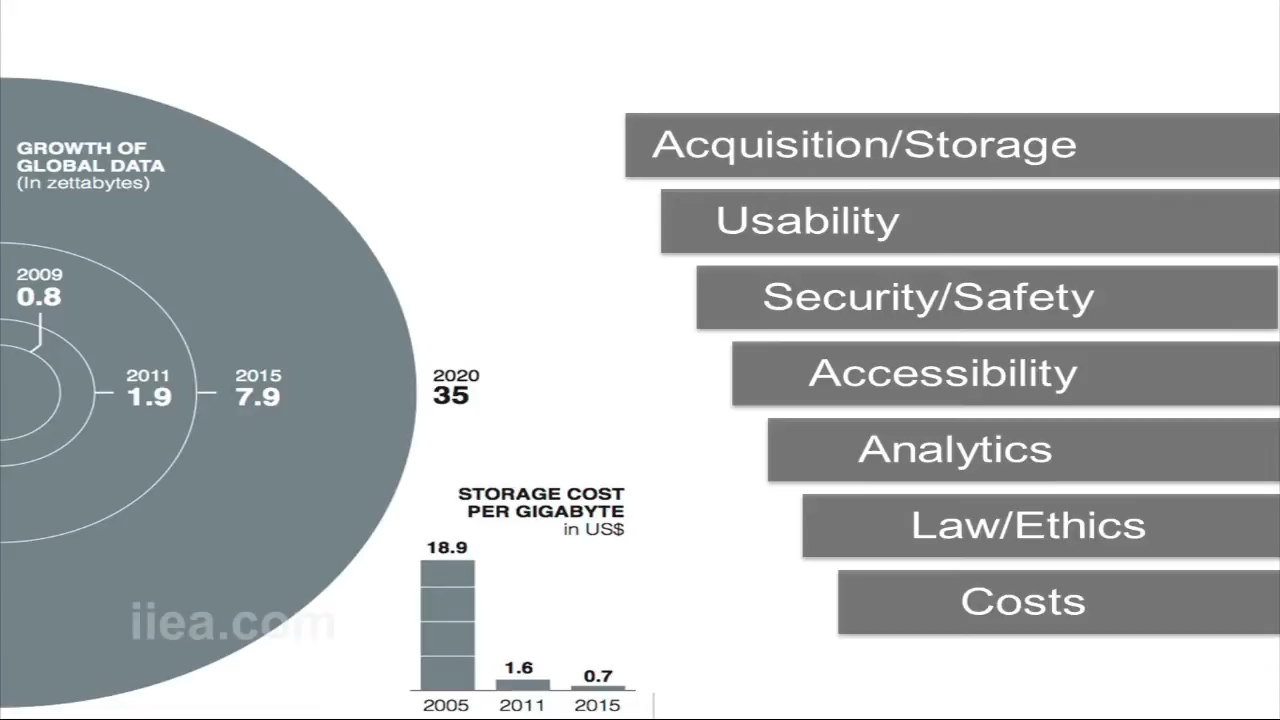 GROWTH OF
GLOBAL DATA
(In zettabytes)
2009
0.8
2011
1.9
2015
7.9
2020
35
STORAGE COST
PER GIGABYTE
in US$
18.9
1.6
0.7
2005
2011
2015
iiea.com
Acquisition/Storage
Usability
Security/Safety
Accessibility
Analytics
Law/Ethics
Costs